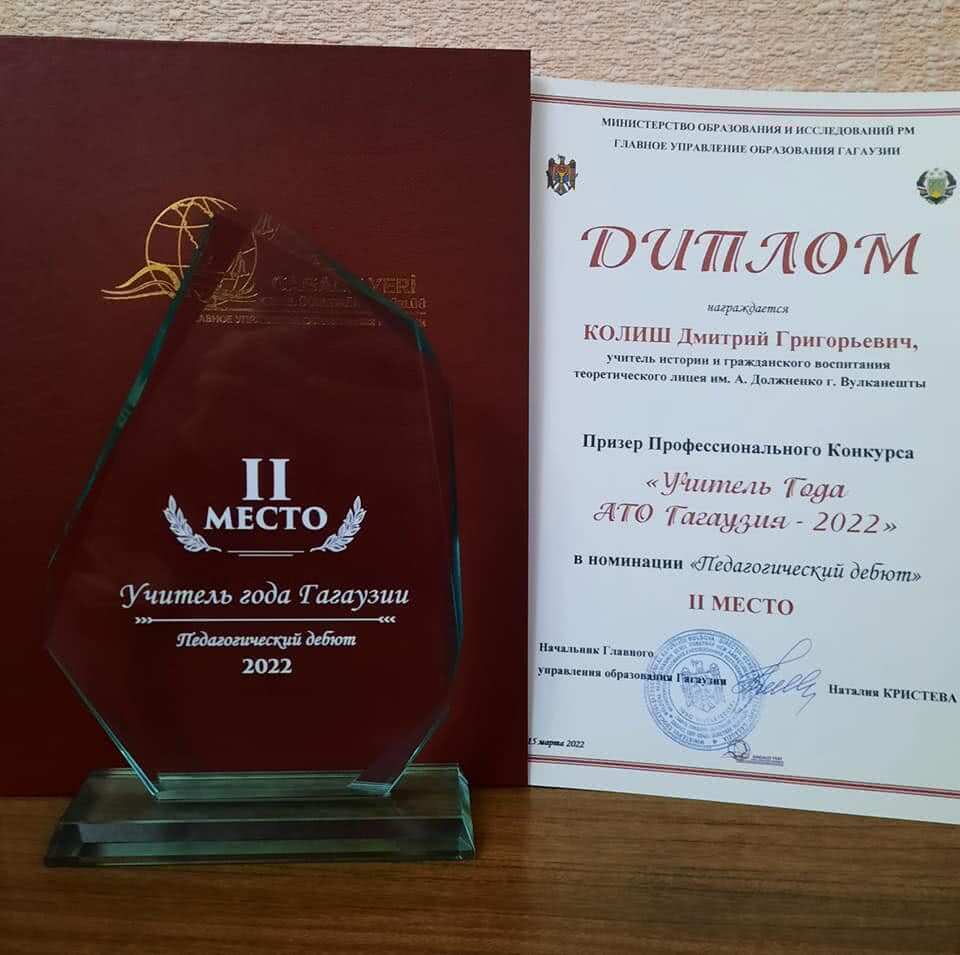 II
МЕСТО
Учитель года Гагаузии
Педагогический дебют
2022
МИНИСТЕРСТВО ОБРАЗОВАНИЯ И ИССЛЕДОВАНИЙ РМ
ГЛАВНОЕ УПРАВЛЕНИЕ ОБРАЗОВАНИЯ ГАГАУЗИИ
ДИПЛОМ
награждается
КОЛИШ Дмитрий Григорьевич,
учитель истории и гражданского воспитания
теоретического лицея им. А. Должненко г. Вулканешты
Призер Профессионального Конкурса
«Учитель Года
АТО Гагаузия - 2022»
в номинации «Педагогический дебют»
II МЕСТО
Начальник Главного
управления образования Гагаузии
Наталия КРИСТЕВА
15 марта 2022